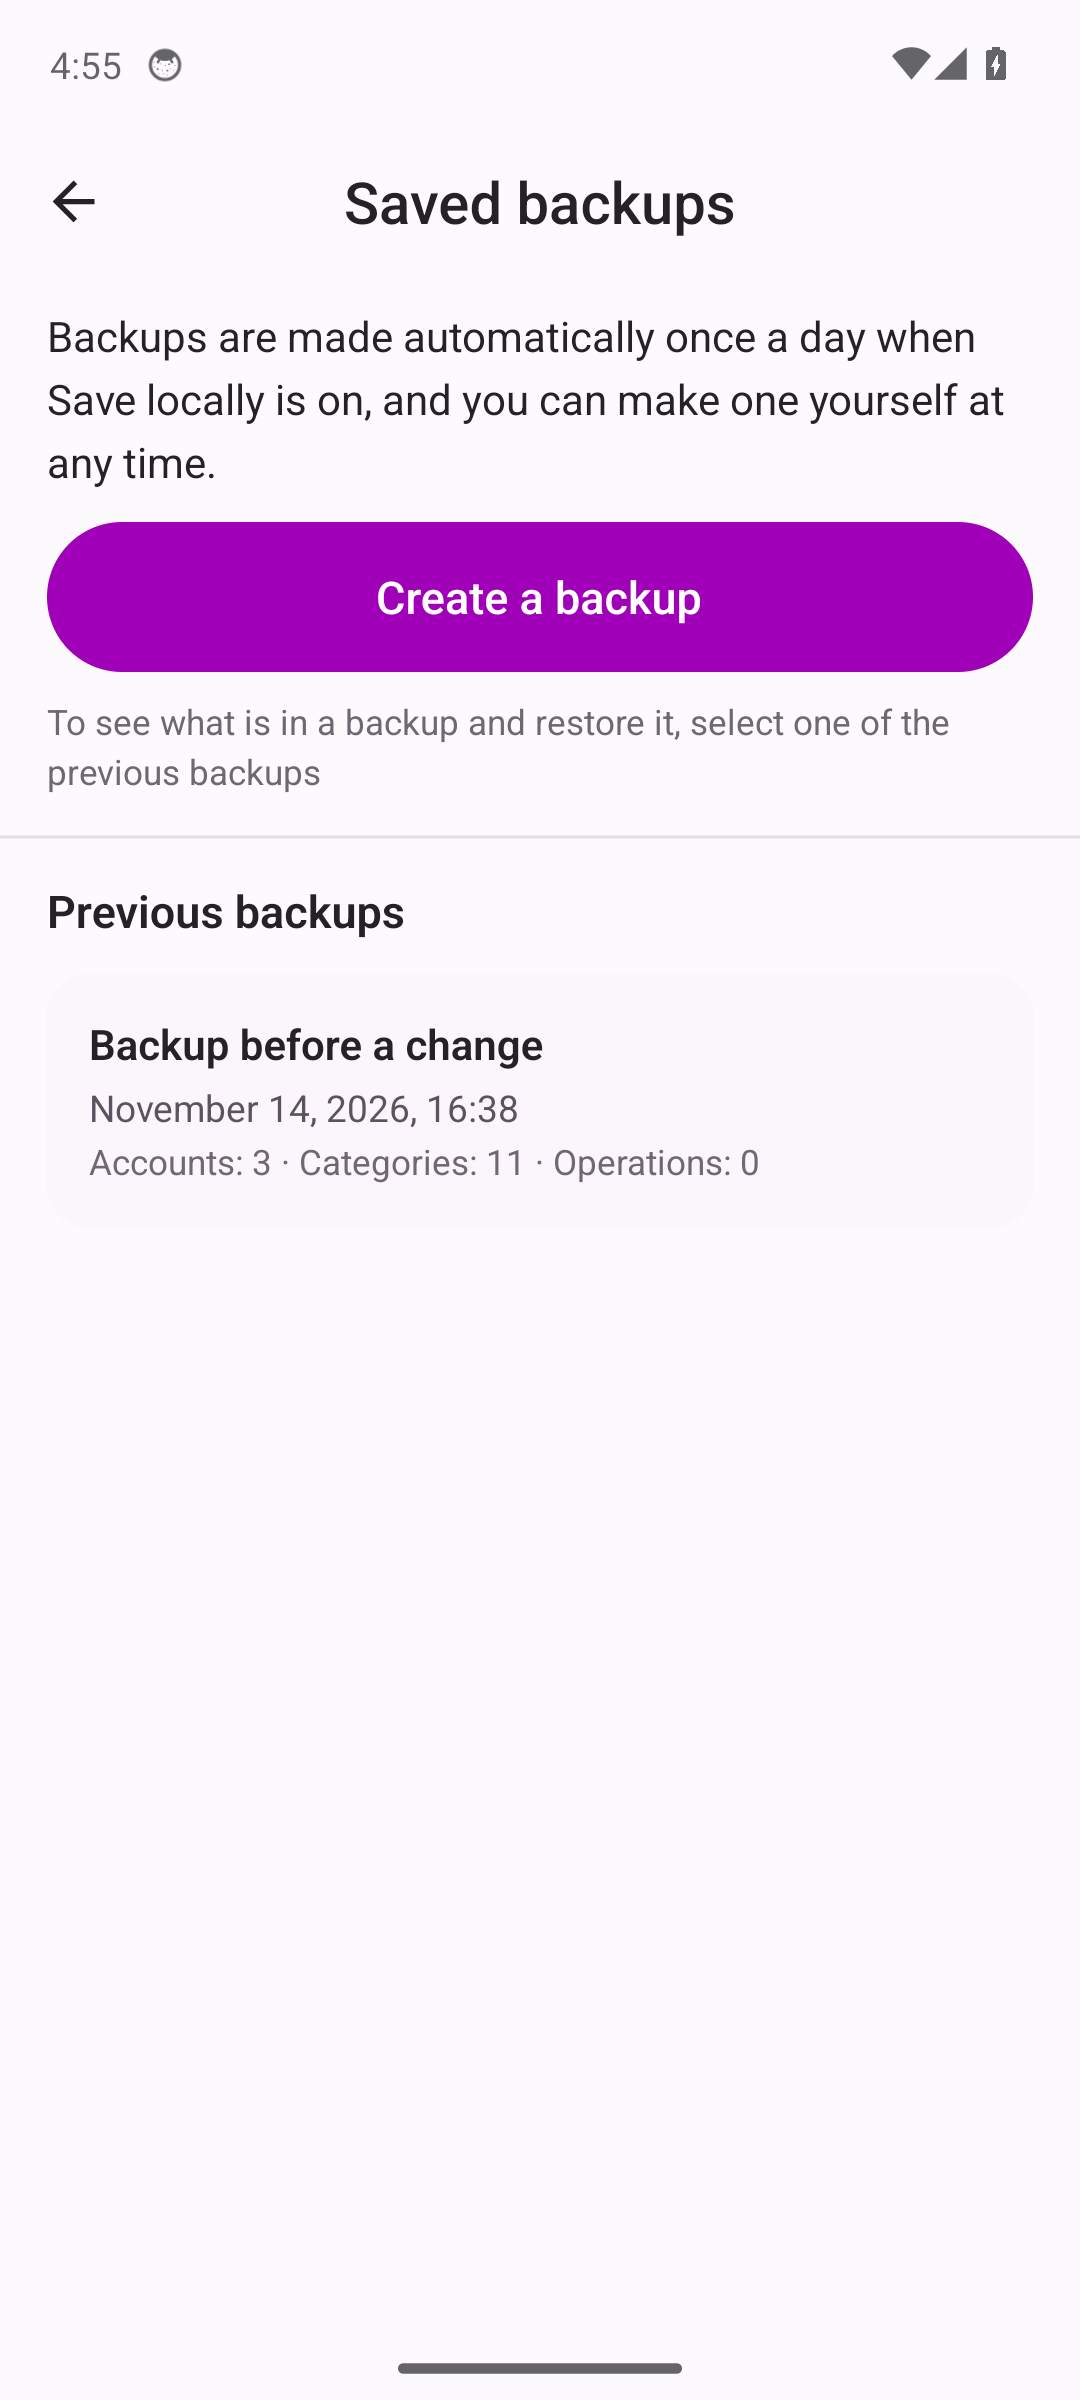 4:55
Saved backups
Backups are made automatically once a day when
Save locally is on, and you can make one yourself at
any time.
Create a backup
To see what is in a backup and restore it, select one of the
previous backups
Previous backups
Backup before a change
November 14, 2026, 16:38
Accounts: 3 · Categories: 11 · Operations: 0